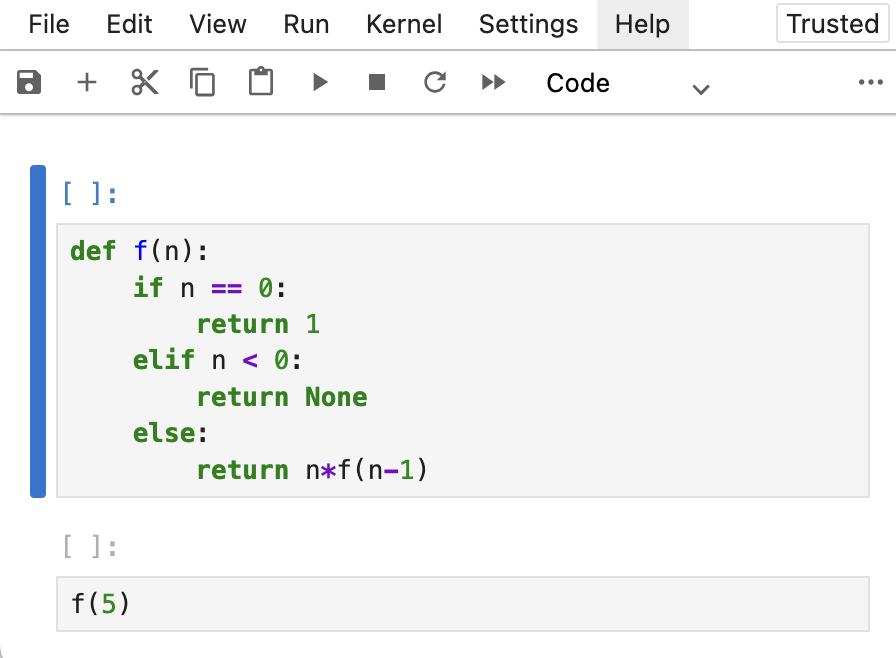 File Edit View Run Kernel Settings Help Trusted
Code
[ ]:
def f(n):
    if n == 0:
        return 1
    elif n < 0:
        return None
    else:
        return n*f(n-1)
[ ]:
f(5)